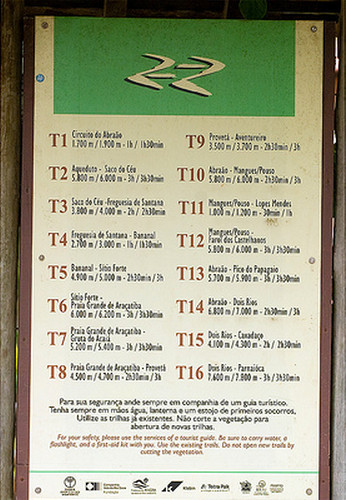 T1 Circuito do Abraão
1.700 m / 1.900 m - 1h / 1h30min
T2 Aqueduto - Saco do Céu
5.800 m / 6.000 m - 3h / 3h30min
T3 Saco do Céu - Freguesia de Santana
3.800 m / 4.000 m - 2h / 2h30min
T4 Freguesia de Santana - Bananal
2.700 m / 3.000 m - 1h / 1h30min
T5 Bananal - Sítio Forte
4.900 m / 5.000 m - 2h30min / 3h
T6 Sítio Forte -
Praia Grande de Araçatiba
6.000 m / 6.200 m - 3h / 3h30min
T7 Praia Grande de Araçatiba -
Gruta do Acaiá
5.200 m / 5.400 m - 3h / 3h30min
T8 Praia Grande de Araçatiba - Provetá
4.500 m / 4.700 m - 2h30min / 3h
T9 Provetá - Aventureiro
3.500 m / 3.700 m - 2h30min / 3h
T10 Abraão - Mangues/Pouso
5.800 m / 6.000 m - 2h30min / 3h
T11 Mangues/Pouso - Lopes Mendes
1.000 m / 1.200 m - 30min / 1h
T12 Mangues/Pouso -
Farol dos Castelhanos
5.800 m / 6.000 m - 3h / 3h30min
T13 Abraão - Pico do Papagaio
5.700 m / 5.900 m - 3h / 3h30min
T14 Abraão - Dois Rios
6.800 m / 7.000 m - 2h30min / 3h
T15 Dois Rios - Caxadaço
4.100 m / 4.300 m - 2h / 2h30min
T16 Dois Rios - Parnaióca
7.600 m / 7.800 m - 3h / 3h30min
Para sua segurança ande sempre em companhia de um guia turístico.
Tenha sempre em mãos água, lanterna e um estojo de primeiros socorros,
Utilize as trilhas já existentes. Não corte a vegetação para
abertura de novas trilhas.
For your safety, please use the services of a tourist guide. Be sure to carry water, a
flashlight, and a first-aid kit with you. Use the existing trails. Do not open new trails by
cutting the vegetation.
Tetra Pak